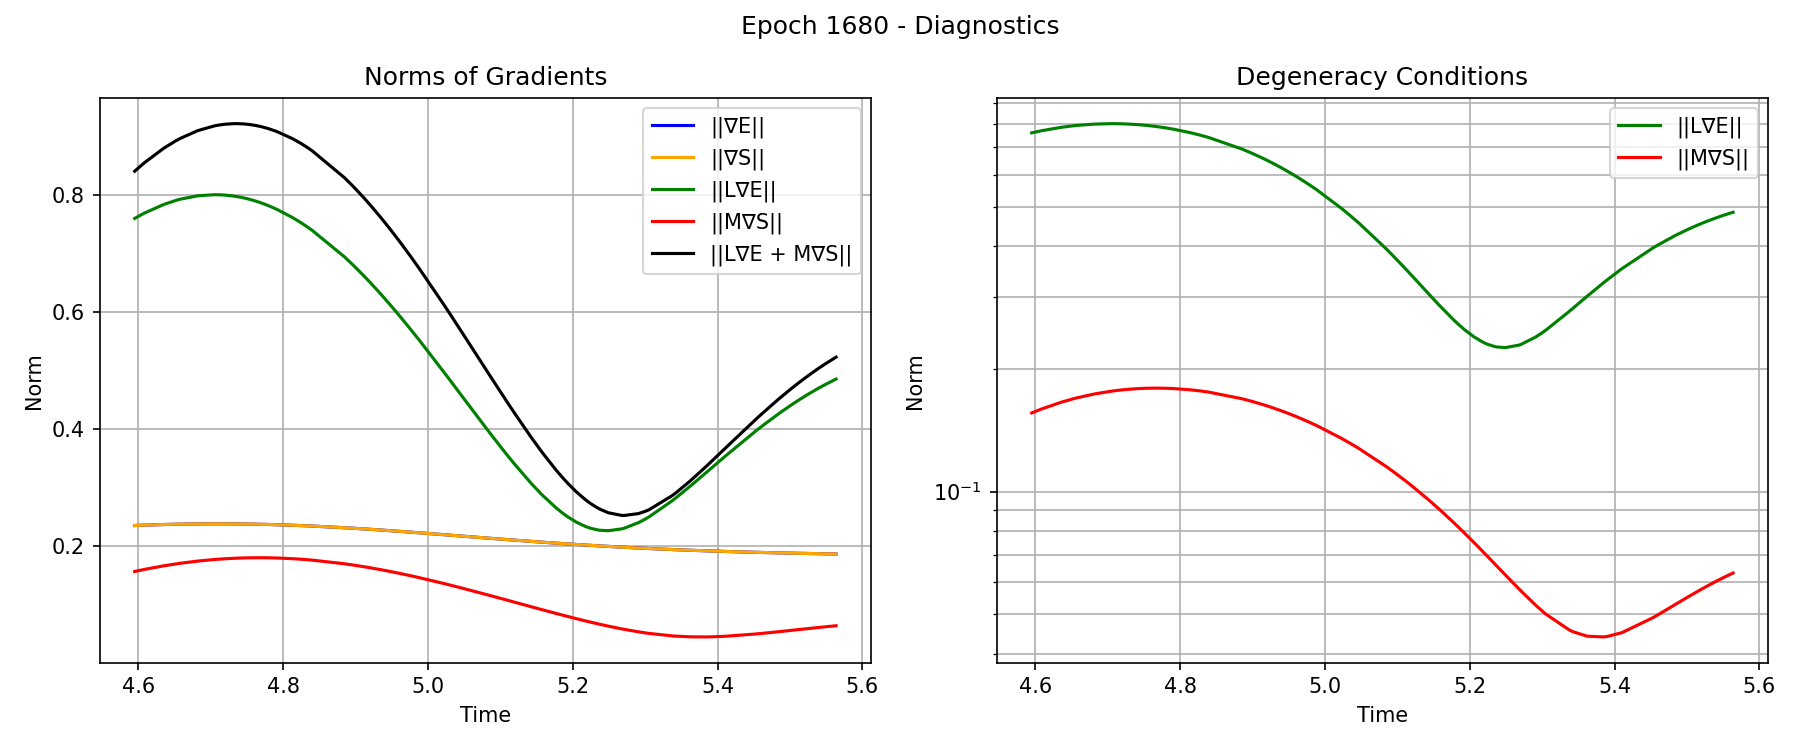 Epoch 1680 - Diagnostics
Norms of Gradients
Norm
0.8
0.6
0.4
0.2
4.6 4.8 5.0 5.2 5.4 5.6
Time
||∇E||
||∇S||
||L∇E||
||M∇S||
||L∇E + M∇S||
Degeneracy Conditions
Norm
10⁻¹
4.6 4.8 5.0 5.2 5.4 5.6
Time
||L∇E||
||M∇S||